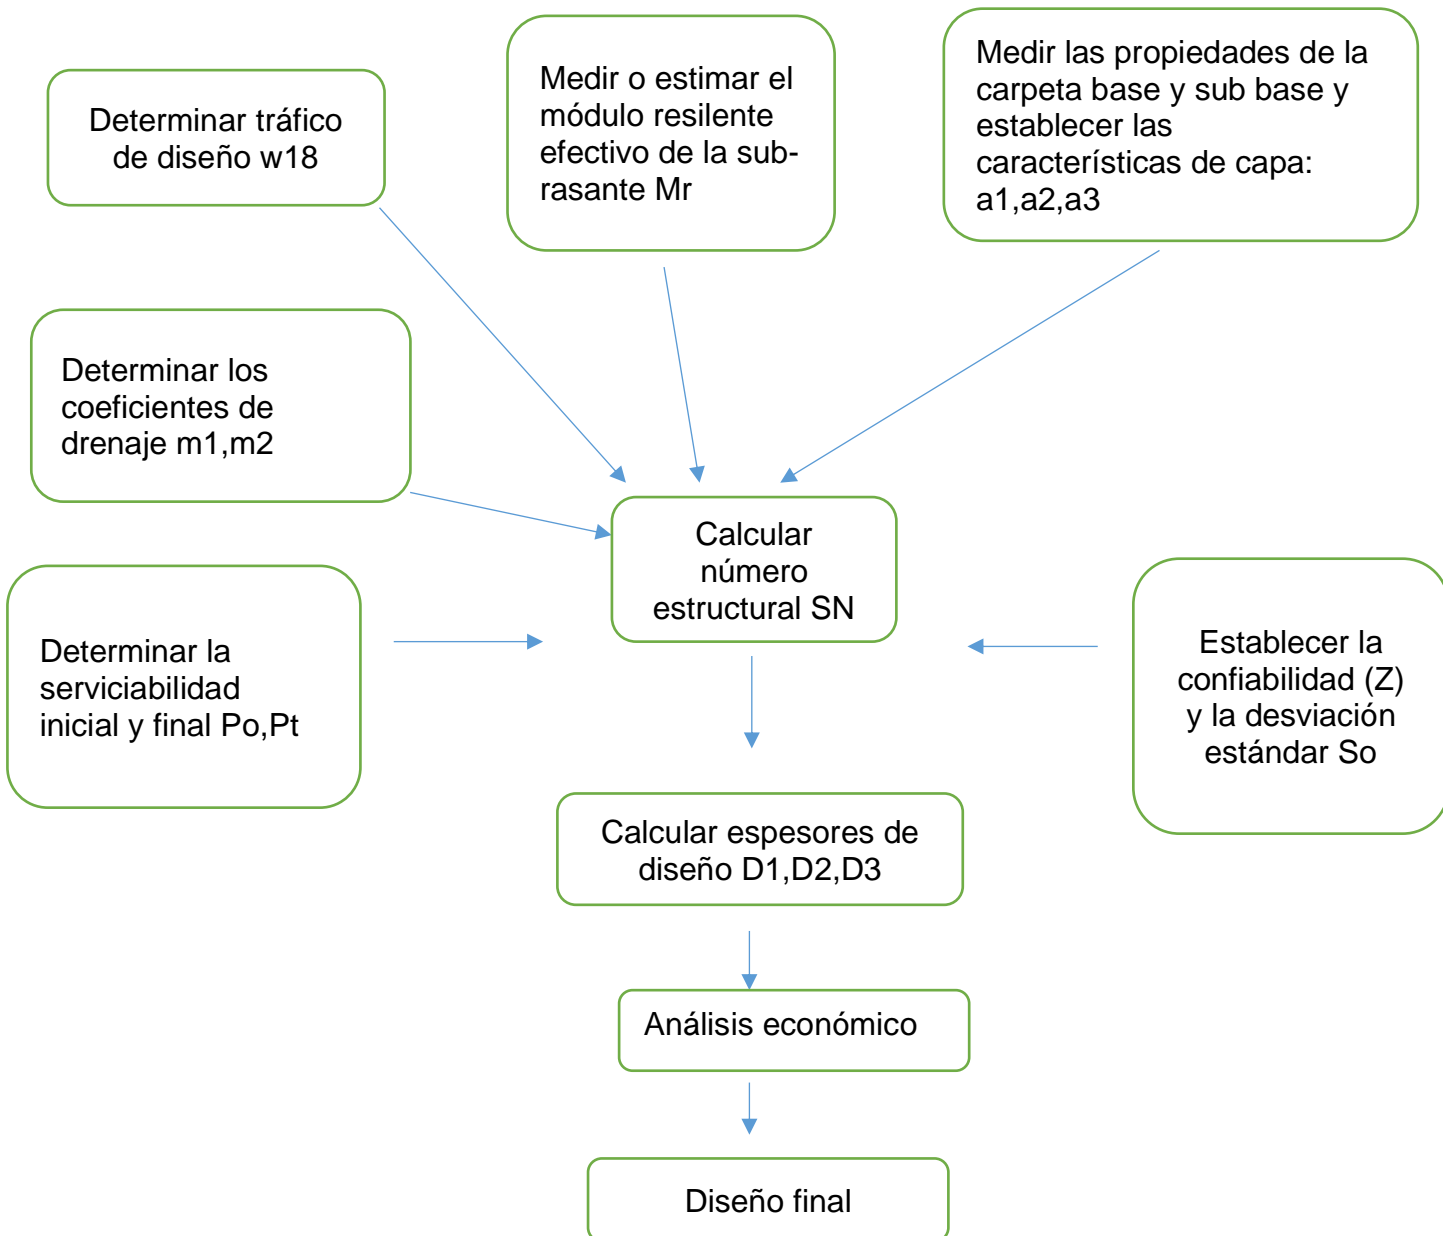 Determinar tráfico
de diseño w18
Medir o estimar el
módulo resilente
efectivo de la sub-
rasante Mr
Medir las propiedades de la
carpeta base y sub base y
establecer las
características de capa:
a1,a2,a3
Determinar los
coeficientes de
drenaje m1,m2
Calcular
número
estructural SN
Determinar la
serviciabilidad
inicial y final Po,Pt
Establecer la
confiabilidad (Z)
y la desviación
estándar So
Calcular espesores de
diseño D1,D2,D3
Análisis económico
Diseño final